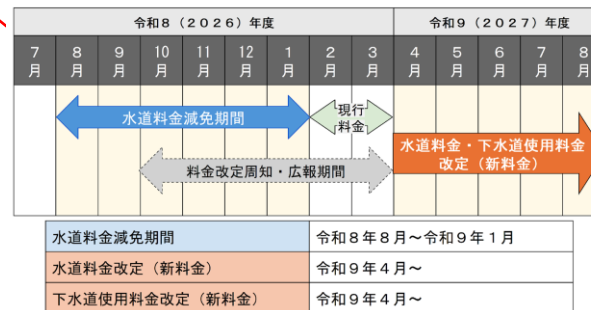 令和８（２０２６）年度 令和９（２０２７）年度
７月 ８月 ９月 10月 11月 12月 １月 ２月 ３月 ４月 ５月 ６月 ７月 ８月
水道料金減免期間
現行
料金
水道料金・下水道使用料金
改定（新料金）
料金改定周知・広報期間
水道料金減免期間 令和８年８月～令和９年１月
水道料金改定（新料金） 令和９年４月～
下水道使用料金改定（新料金） 令和９年４月～